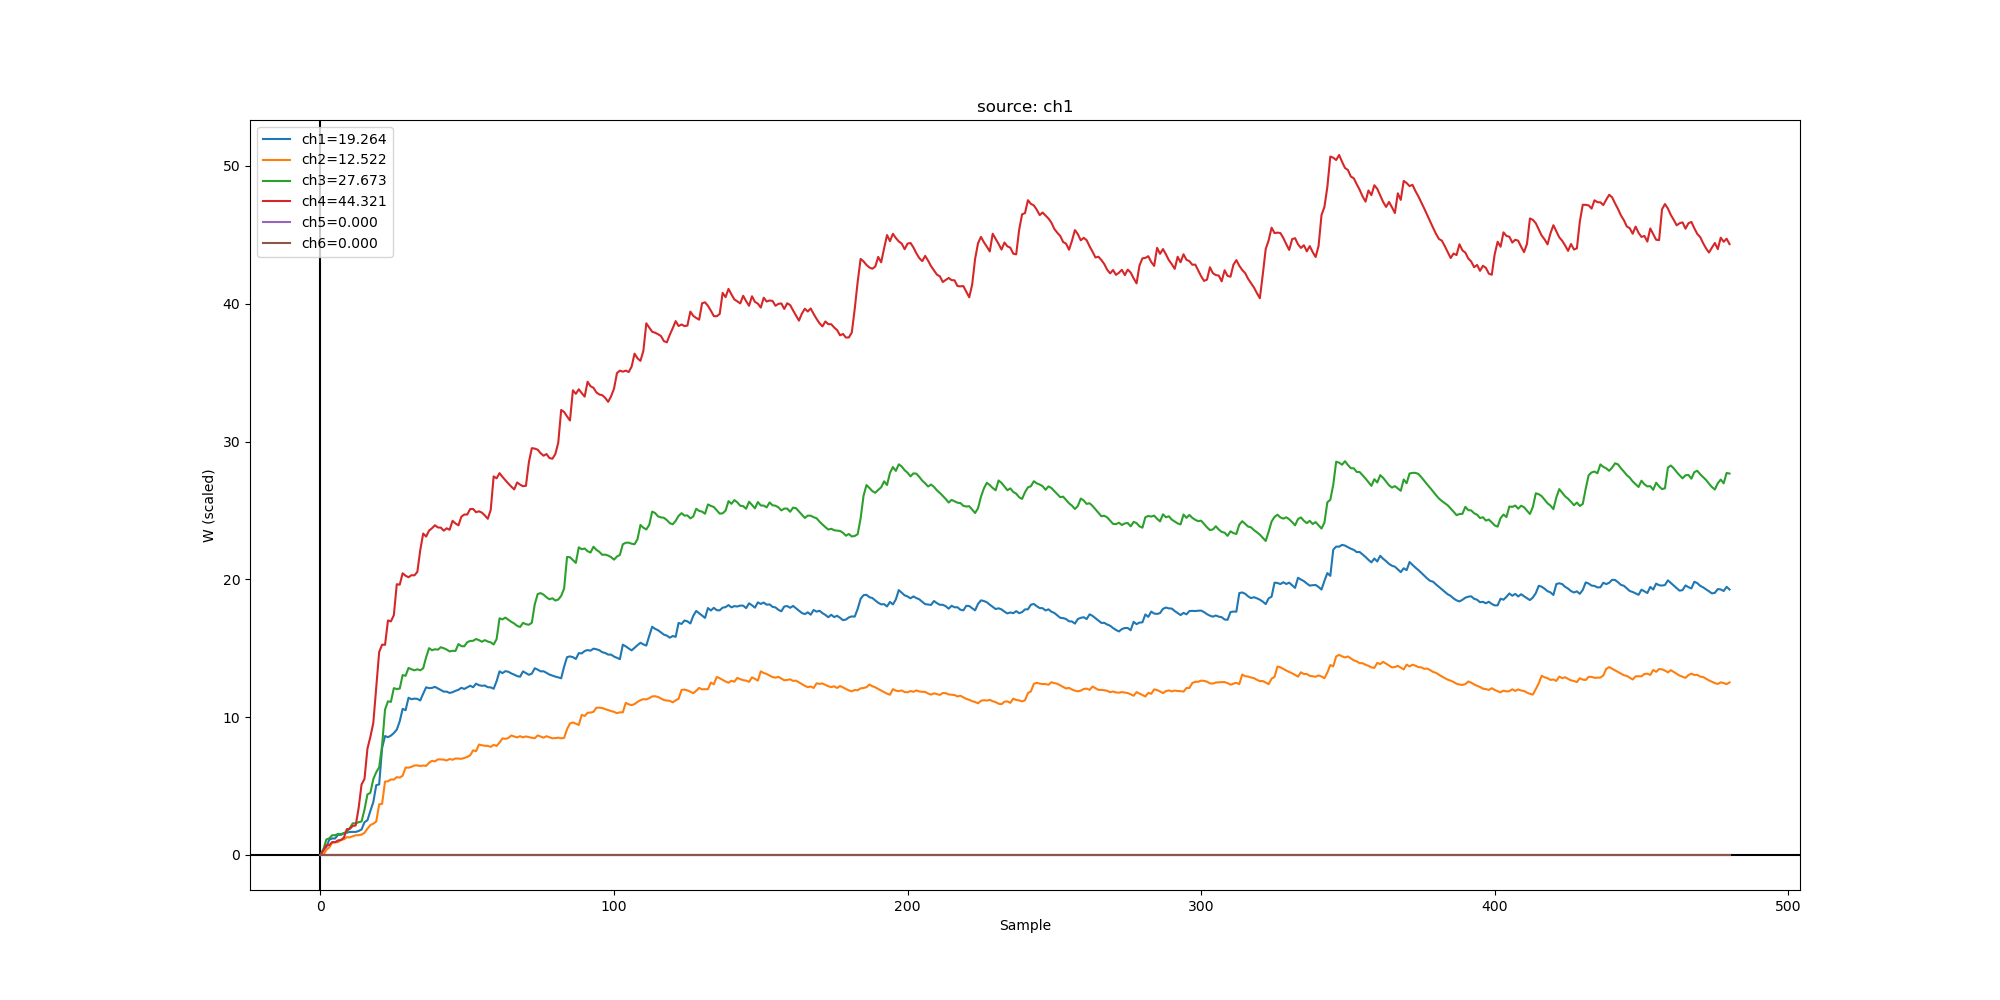 source: ch1
ch1=19.264
ch2=12.522
ch3=27.673
ch4=44.321
ch5=0.000
ch6=0.000
W (scaled)
50
40
30
20
10
0
0 100 200 300 400 500
Sample